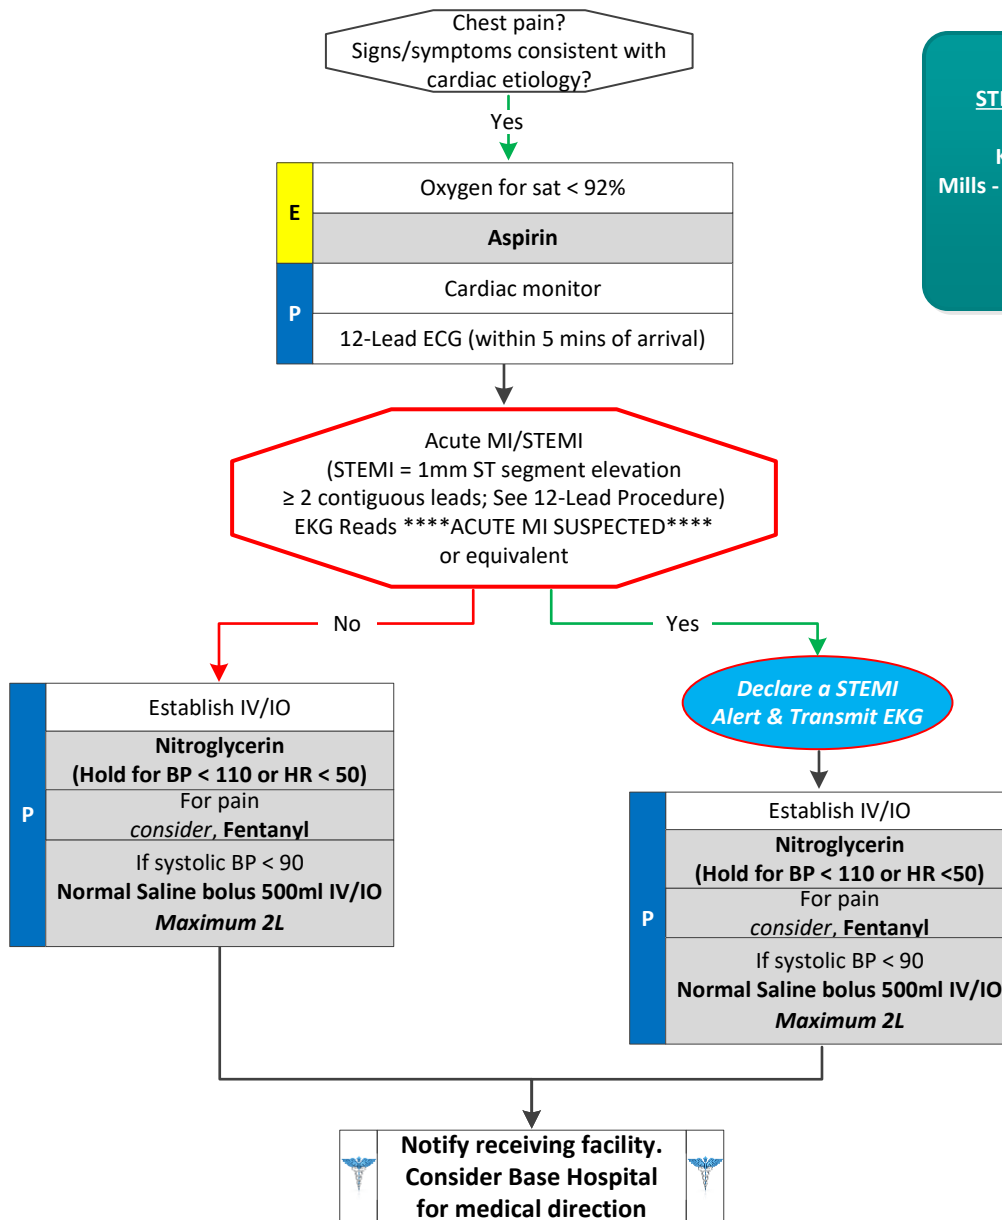 Chest pain?
Signs/symptoms consistent with
cardiac etiology?
Yes
E
Oxygen for sat < 92%
Aspirin
P
Cardiac monitor
12-Lead ECG (within 5 mins of arrival)
Acute MI/STEMI
(STEMI = 1mm ST segment elevation
≥ 2 contiguous leads; See 12-Lead Procedure)
EKG Reads ****ACUTE MI SUSPECTED****
or equivalent
No
Yes
P
Establish IV/IO
Nitroglycerin
(Hold for BP < 110 or HR < 50)
For pain
consider, Fentanyl
If systolic BP < 90
Normal Saline bolus 500ml IV/IO
Maximum 2L
Declare a STEMI
Alert & Transmit EKG
P
Establish IV/IO
Nitroglycerin
(Hold for BP < 110 or HR <50)
For pain
consider, Fentanyl
If systolic BP < 90
Normal Saline bolus 500ml IV/IO
Maximum 2L
Notify receiving facility.
Consider Base Hospital
for medical direction
Mills -